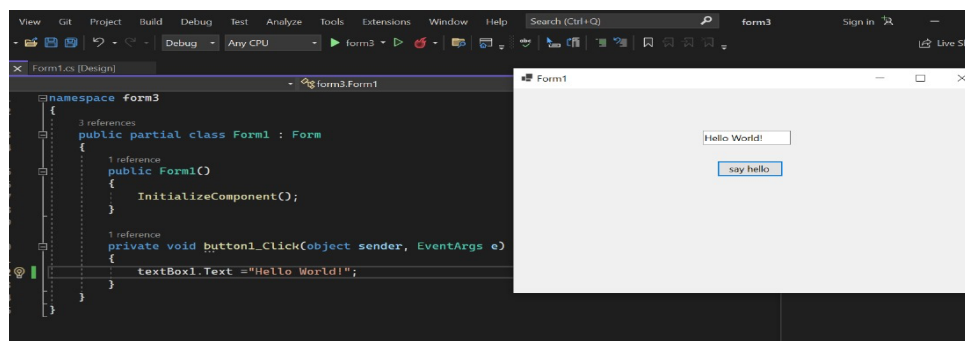 View Git Project Build Debug Test Analyze Tools Extensions Window Help Search (Ctrl+Q) form3 Sign in
Debug Any CPU form3 Live
Form1.cs [Design]
form3.Form1
namespace form3
{
3 references
public partial class Form1 : Form
{
1 reference
public Form1()
{
InitializeComponent();
}
1 reference
private void button1_Click(object sender, EventArgs e)
{
textBox1.Text ="Hello World!";
}
}
}
Form1
Hello World!
say hello